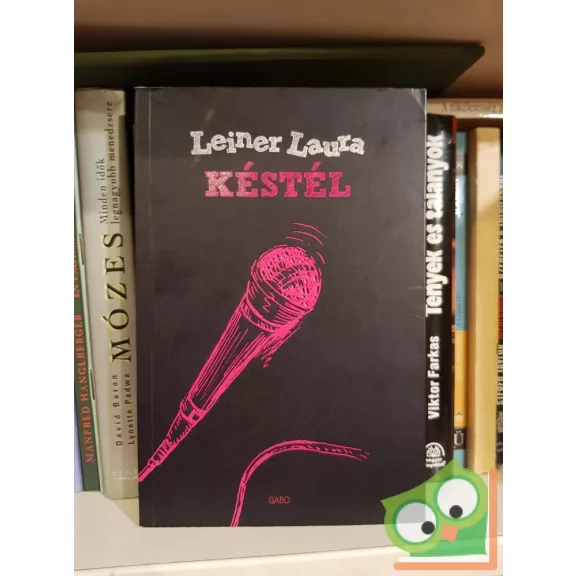 Leiner Laura
KÉSTÉL
GABO
MANFRED HANGLBERGER
David Baron
Lynette Padwa
MÓZES
Minden idők
legnagyobb menedzsere
Viktor Farkas
Tények és talányok